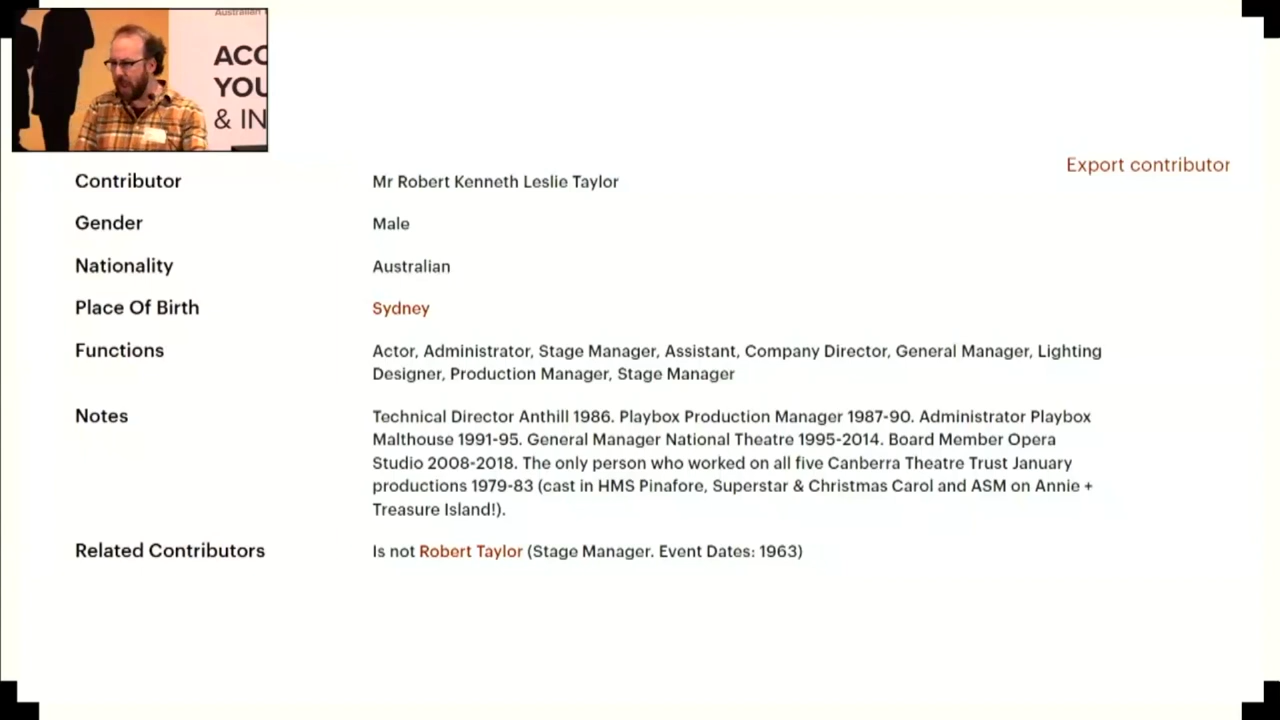 Australian
ACC
YOU
& IN
Export contributor
Contributor Mr Robert Kenneth Leslie Taylor
Gender Male
Nationality Australian
Place Of Birth Sydney
Functions Actor, Administrator, Stage Manager, Assistant, Company Director, General Manager, Lighting
Designer, Production Manager, Stage Manager
Notes Technical Director Anthill 1986. Playbox Production Manager 1987-90. Administrator Playbox
Malthouse 1991-95. General Manager National Theatre 1995-2014. Board Member Opera
Studio 2008-2018. The only person who worked on all five Canberra Theatre Trust January
productions 1979-83 (cast in HMS Pinafore, Superstar & Christmas Carol and ASM on Annie +
Treasure Island!).
Related Contributors Is not Robert Taylor (Stage Manager. Event Dates: 1963)